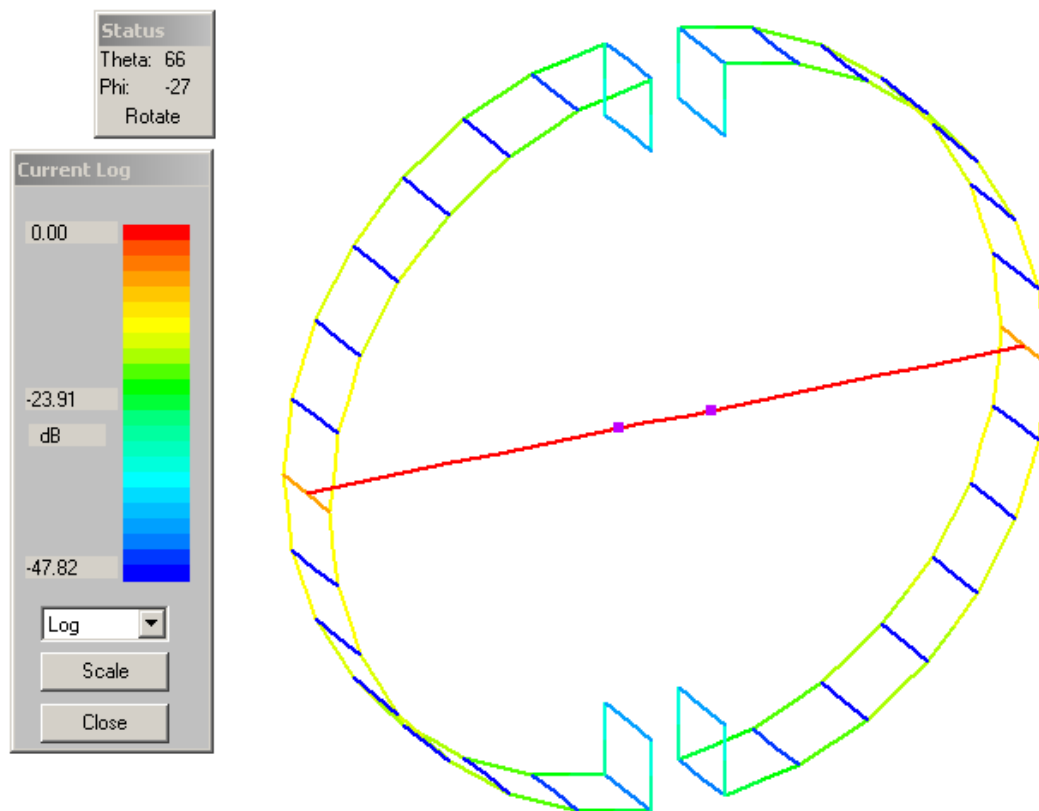 Status
Theta: 66
Phi: -27
Rotate
Current Log
0.00
-23.91
dB
-47.82
Log
Scale
Close